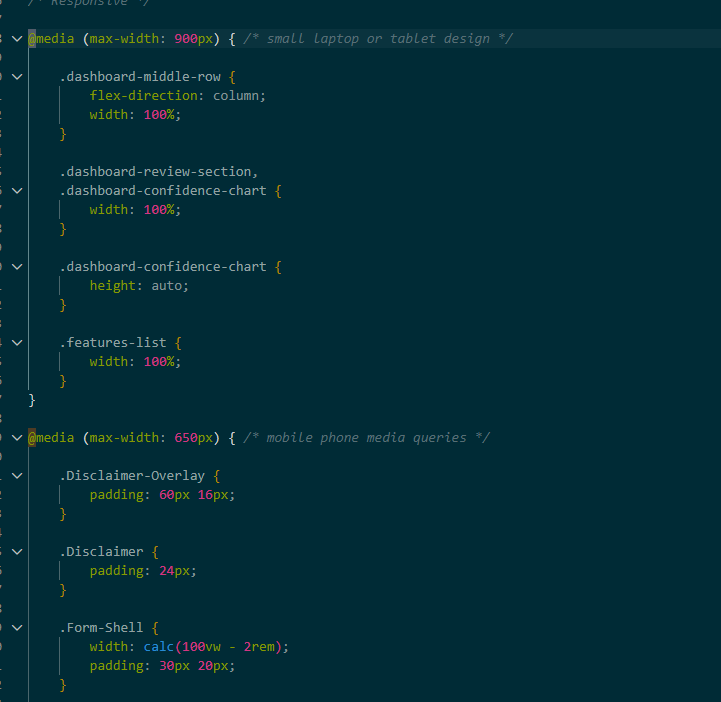 /* Responsive */
@media (max-width: 900px) { /* small laptop or tablet design */
.dashboard-middle-row {
flex-direction: column;
width: 100%;
}
.dashboard-review-section,
.dashboard-confidence-chart {
width: 100%;
}
.dashboard-confidence-chart {
height: auto;
}
.features-list {
width: 100%;
}
}
@media (max-width: 650px) { /* mobile phone media queries */
.Disclaimer-Overlay {
padding: 60px 16px;
}
.Disclaimer {
padding: 24px;
}
.Form-Shell {
width: calc(100vw - 2rem);
padding: 30px 20px;
}